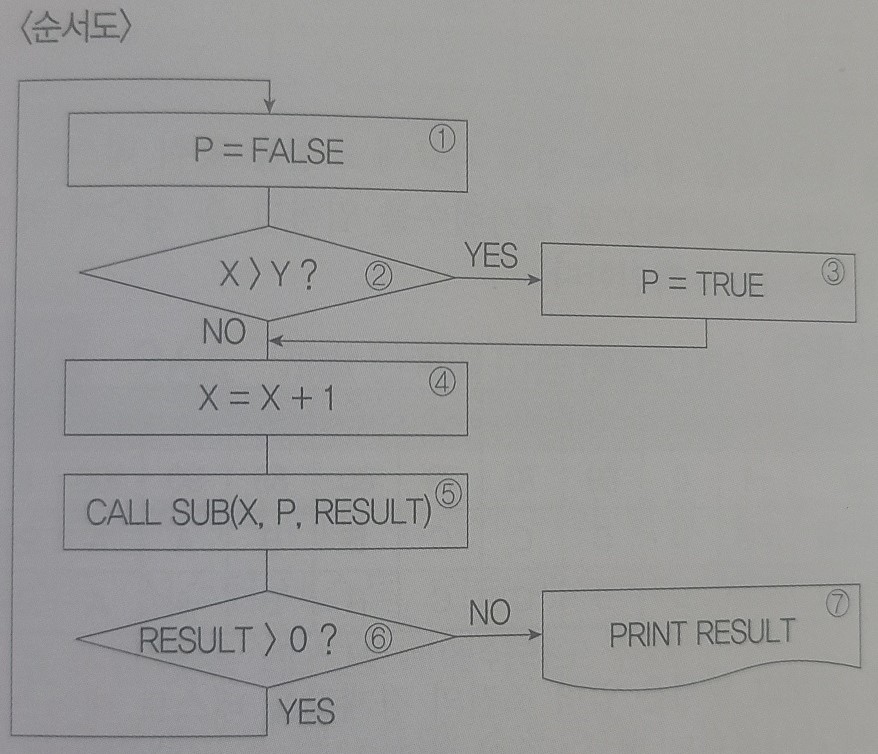 〈순서도〉
P = FALSE ①
X 〉 Y ? ②
YES
P = TRUE ③
NO
X = X + 1 ④
CALL SUB(X, P, RESULT) ⑤
RESULT 〉 0 ? ⑥
NO
PRINT RESULT ⑦
YES